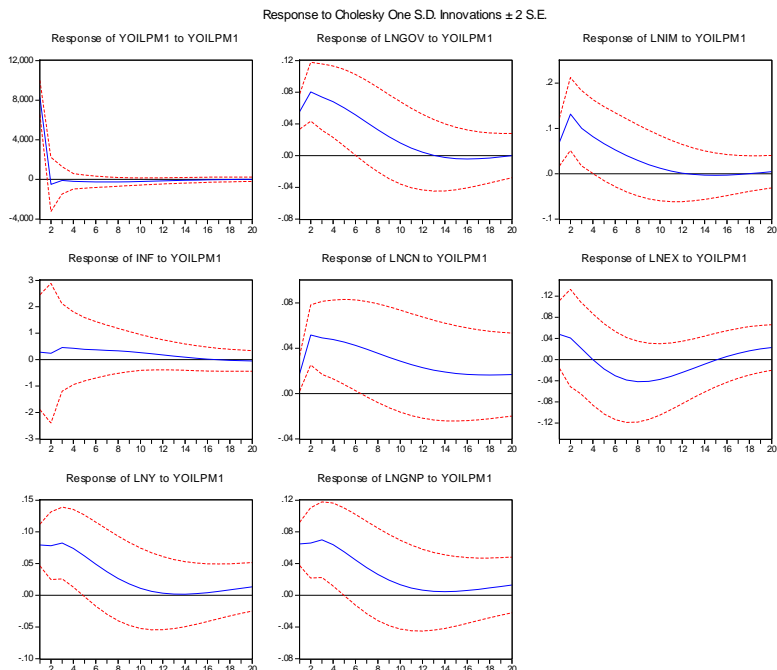 Response to Cholesky One S.D. Innovations ± 2 S.E.
Response of YOILPM1 to YOILPM1
12,000
8,000
4,000
0
-4,000
2 4 6 8 10 12 14 16 18 20
Response of LNGOV to YOILPM1
.12
.08
.04
.00
-.04
-.08
2 4 6 8 10 12 14 16 18 20
Response of LNIM to YOILPM1
.2
.1
.0
-.1
2 4 6 8 10 12 14 16 18 20
Response of INF to YOILPM1
3
2
1
0
-1
-2
-3
2 4 6 8 10 12 14 16 18 20
Response of LNCN to YOILPM1
.08
.04
.00
-.04
2 4 6 8 10 12 14 16 18 20
Response of LNEX to YOILPM1
.12
.08
.04
.00
-.04
-.08
-.12
2 4 6 8 10 12 14 16 18 20
Response of LNY to YOILPM1
.15
.10
.05
.00
-.05
-.10
2 4 6 8 10 12 14 16 18 20
Response of LNGNP to YOILPM1
.12
.08
.04
.00
-.04
-.08
2 4 6 8 10 12 14 16 18 20